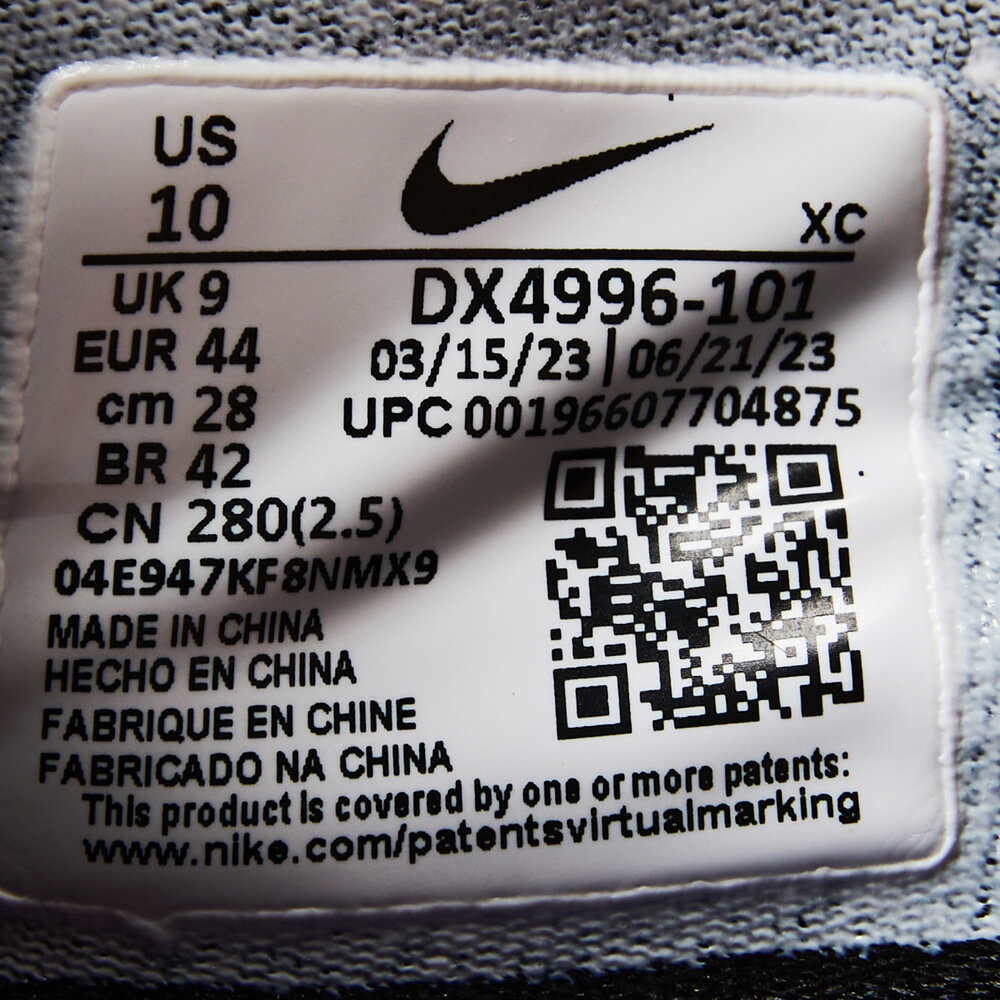 US
10
XC
UK 9
DX4996-101
EUR 44
03/15/23 | 06/21/23
cm 28
UPC 00196607704875
BR 42
CN 280(2.5)
04E947KF8NMX9
MADE IN CHINA
HECHO EN CHINA
FABRIQUE EN CHINE
FABRICADO NA CHINA
This product is covered by one or more patents:
www.nike.com/patentsvirtualmarking